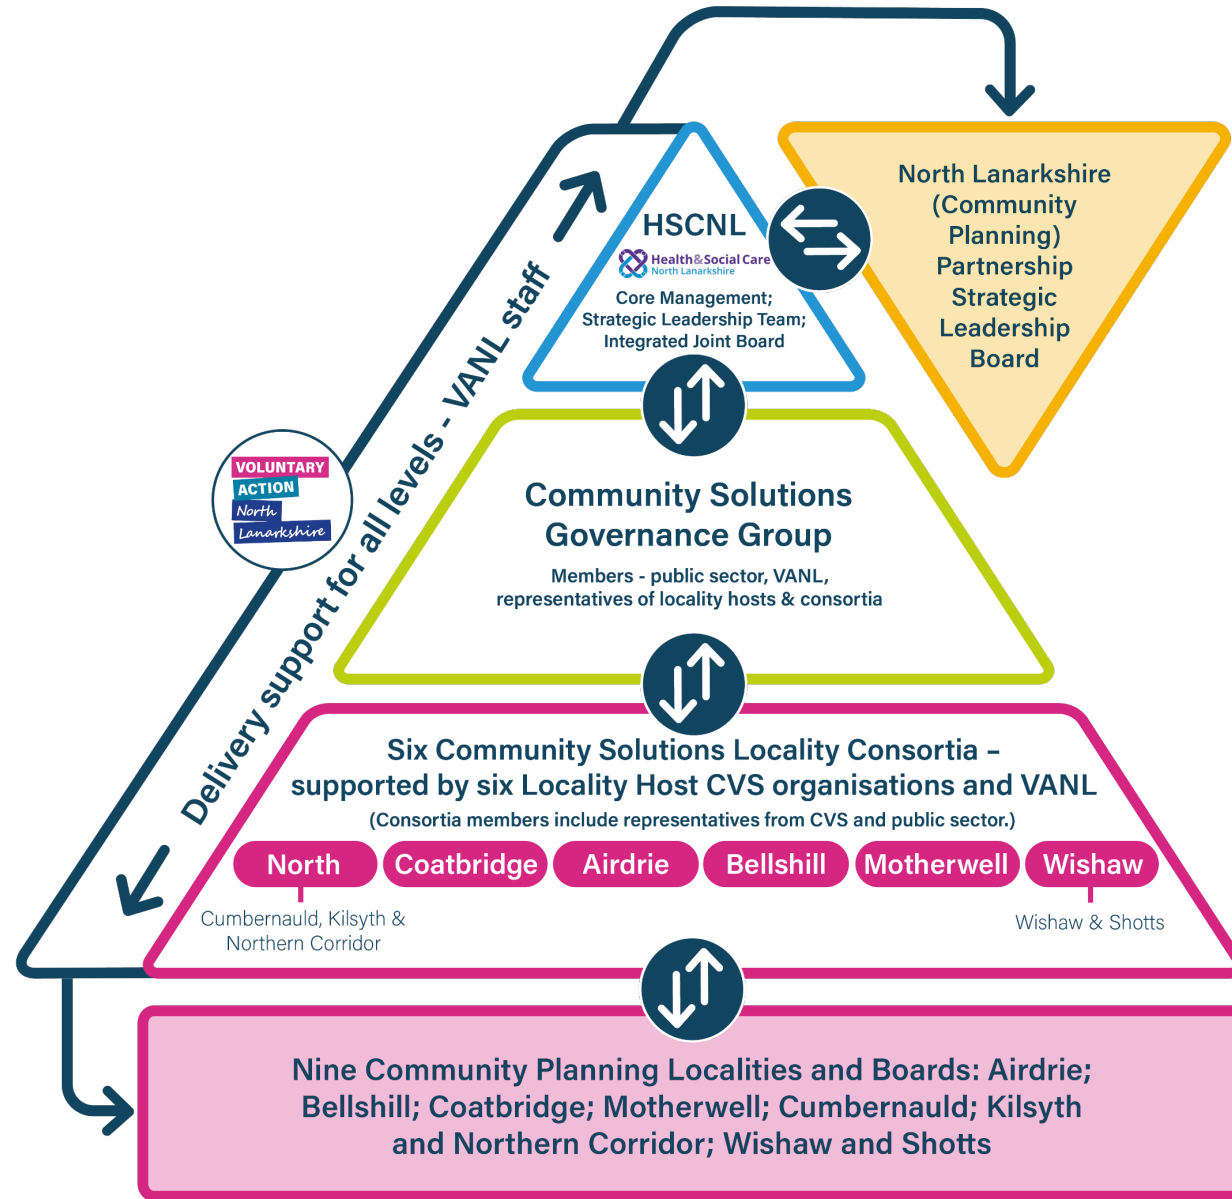 North Lanarkshire
(Community
Planning)
Partnership
Strategic
Leadership
Board
HSCNL
Health&Social Care
North Lanarkshire
Core Management;
Strategic Leadership Team;
Integrated Joint Board
Delivery support for all levels - VANL staff
VOLUNTARY
ACTION
North
Lanarkshire
Community Solutions
Governance Group
Members - public sector, VANL,
representatives of locality hosts & consortia
Six Community Solutions Locality Consortia –
supported by six Locality Host CVS organisations and VANL
(Consortia members include representatives from CVS and public sector.)
North Coatbridge Airdrie Bellshill Motherwell Wishaw
Cumbernauld, Kilsyth &
Northern Corridor
Wishaw & Shotts
Nine Community Planning Localities and Boards: Airdrie;
Bellshill; Coatbridge; Motherwell; Cumbernauld; Kilsyth
and Northern Corridor; Wishaw and Shotts